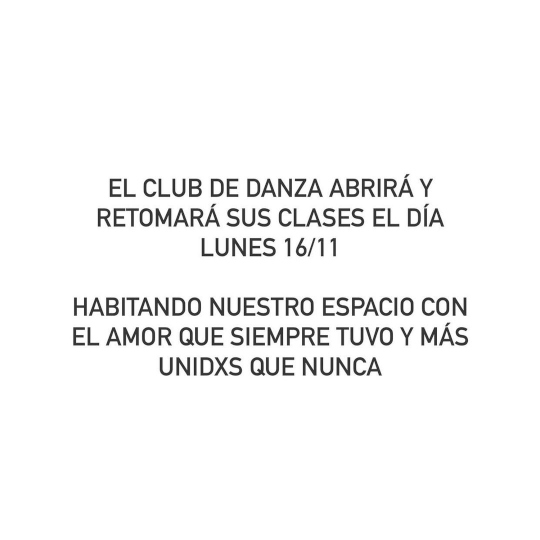 EL CLUB DE DANZA ABRIRÁ Y
RETOMARÁ SUS CLASES EL DÍA
LUNES 16/11
HABITANDO NUESTRO ESPACIO CON
EL AMOR QUE SIEMPRE TUVO Y MÁS
UNIDXS QUE NUNCA